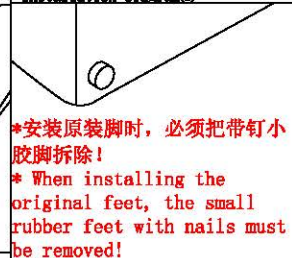 *安装原装脚时，必须把带钉小
胶脚拆除！
* When installing the
original feet, the small
rubber feet with nails must
be removed!